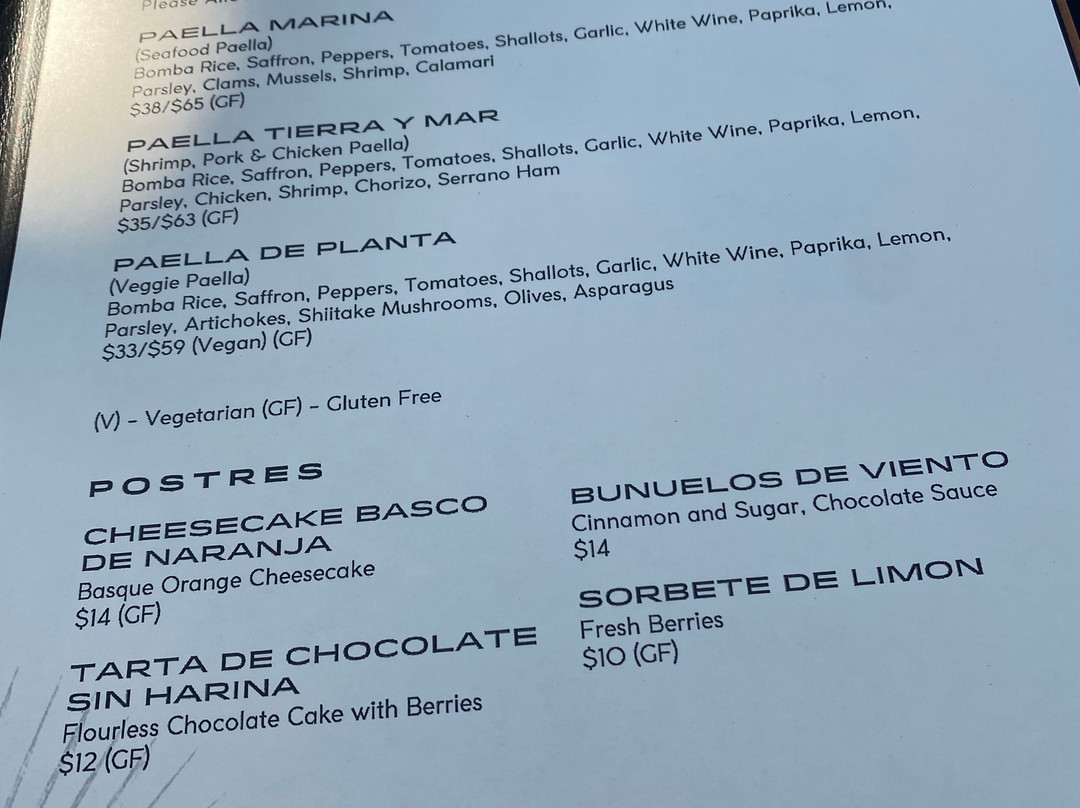 Please
PAELLA MARINA
(Seafood Paella)
Bomba Rice, Saffron, Peppers, Tomatoes, Shallots, Garlic, White Wine, Paprika, Lemon,
Parsley, Clams, Mussels, Shrimp, Calamari
$38/$65 (GF)
PAELLA TIERRA Y MAR
(Shrimp, Pork & Chicken Paella)
Bomba Rice, Saffron, Peppers, Tomatoes, Shallots, Garlic, White Wine, Paprika, Lemon,
Parsley, Chicken, Shrimp, Chorizo, Serrano Ham
$35/$63 (GF)
PAELLA DE PLANTA
(Veggie Paella)
Bomba Rice, Saffron, Peppers, Tomatoes, Shallots, Garlic, White Wine, Paprika, Lemon,
Parsley, Artichokes, Shiitake Mushrooms, Olives, Asparagus
$33/$59 (Vegan) (GF)
(V) – Vegetarian (GF) – Gluten Free
POSTRES
CHEESECAKE BASCO
DE NARANJA
Basque Orange Cheesecake
$14 (GF)
TARTA DE CHOCOLATE
SIN HARINA
Flourless Chocolate Cake with Berries
$12 (GF)
BUNUELOS DE VIENTO
Cinnamon and Sugar, Chocolate Sauce
$14
SORBETE DE LIMON
Fresh Berries
$10 (GF)